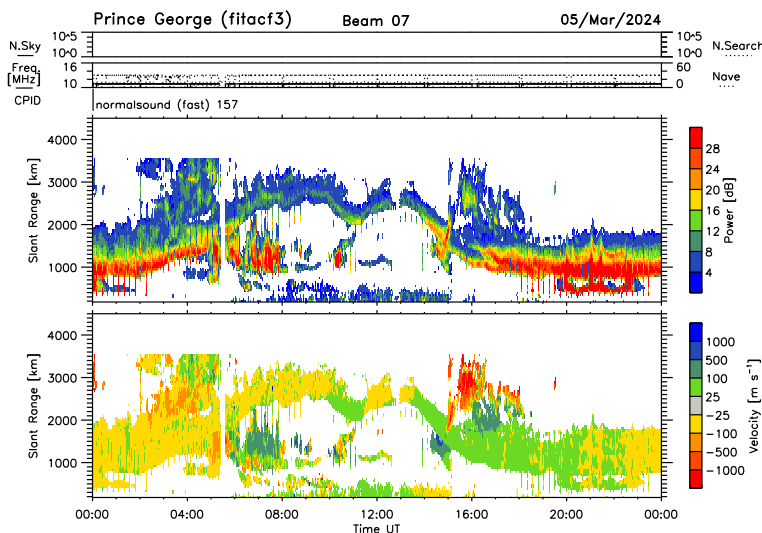 Prince George (fitacf3) Beam 07 05/Mar/2024
N.Sky 10^5 10^0 10^5 10^0 N.Search
Freq. [MHz] 16 10 60 0 Nave
CPID normalsound (fast) 157
Slant Range [km] 4000 3000 2000 1000
Power [dB] 28 24 20 16 12 8 4
Slant Range [km] 4000 3000 2000 1000
Velocity [m s⁻¹] 1000 500 100 25 −25 −100 −500 −1000
00:00 04:00 08:00 12:00 16:00 20:00 00:00
Time UT